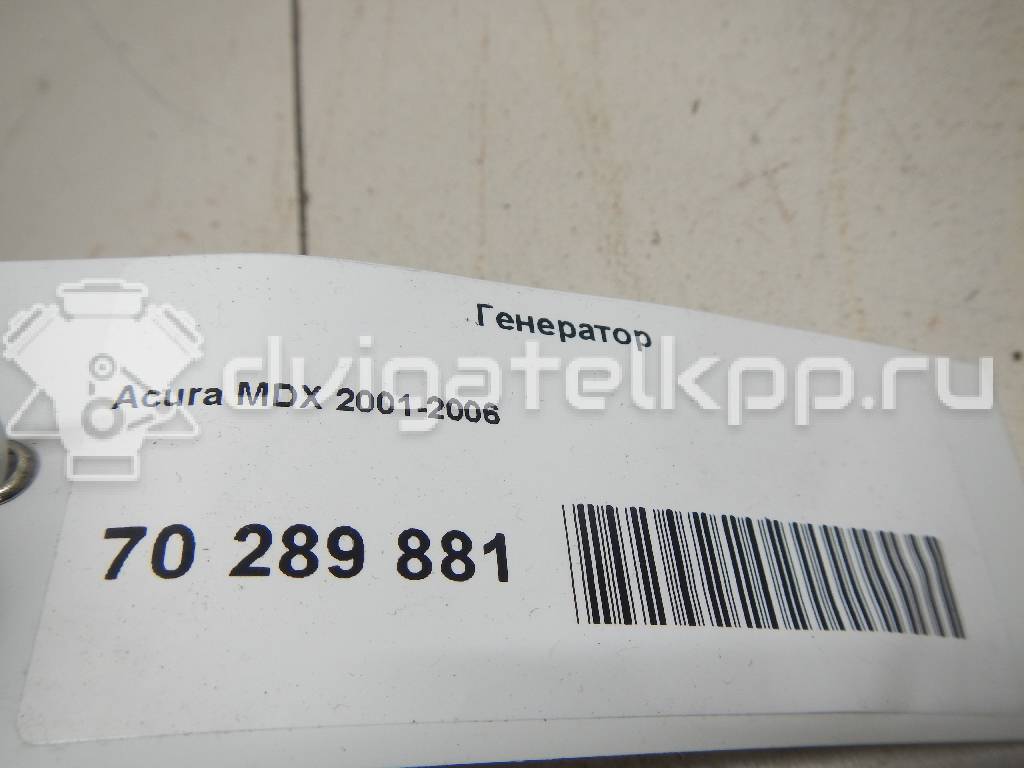 Генератор
dvigatelkpp.ru
Acura MDX 2001-2006
70 289 881